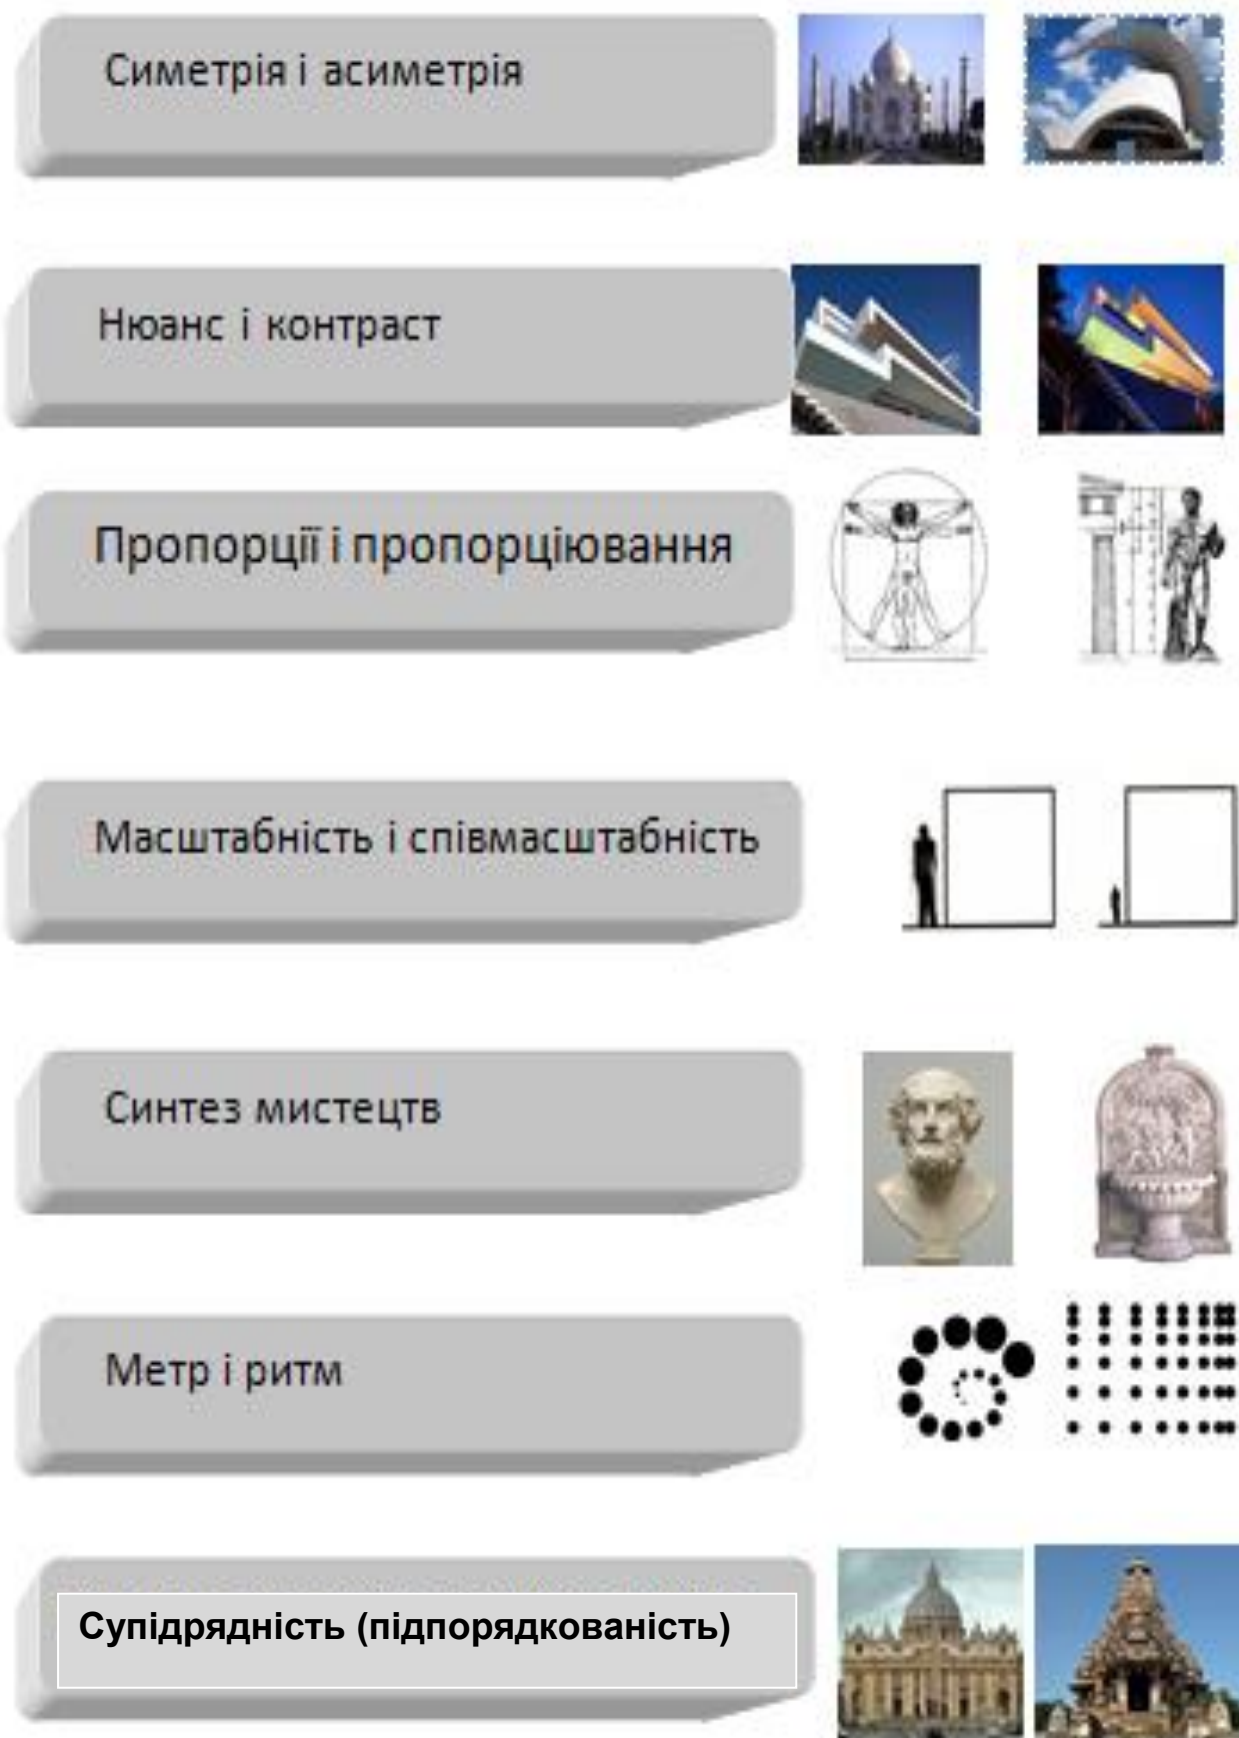 Симетрія і асиметрія
Нюанс і контраст
Пропорції і пропорціювання
Масштабність і співмасштабність
Синтез мистецтв
Метр і ритм
Супідрядність (підпорядкованість)